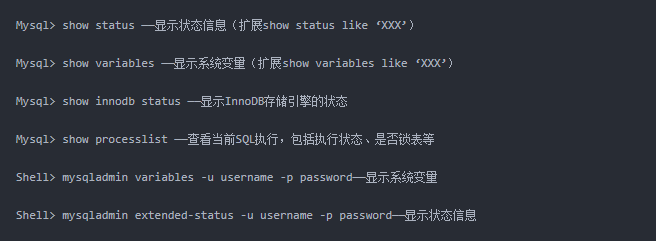 Mysql> show status ——显示状态信息（扩展show status like ‘XXX’）
Mysql> show variables ——显示系统变量（扩展show variables like ‘XXX’）
Mysql> show innodb status ——显示InnoDB存储引擎的状态
Mysql> show processlist ——查看当前SQL执行，包括执行状态、是否锁表等
Shell> mysqladmin variables -u username -p password——显示系统变量
Shell> mysqladmin extended-status -u username -p password——显示状态信息